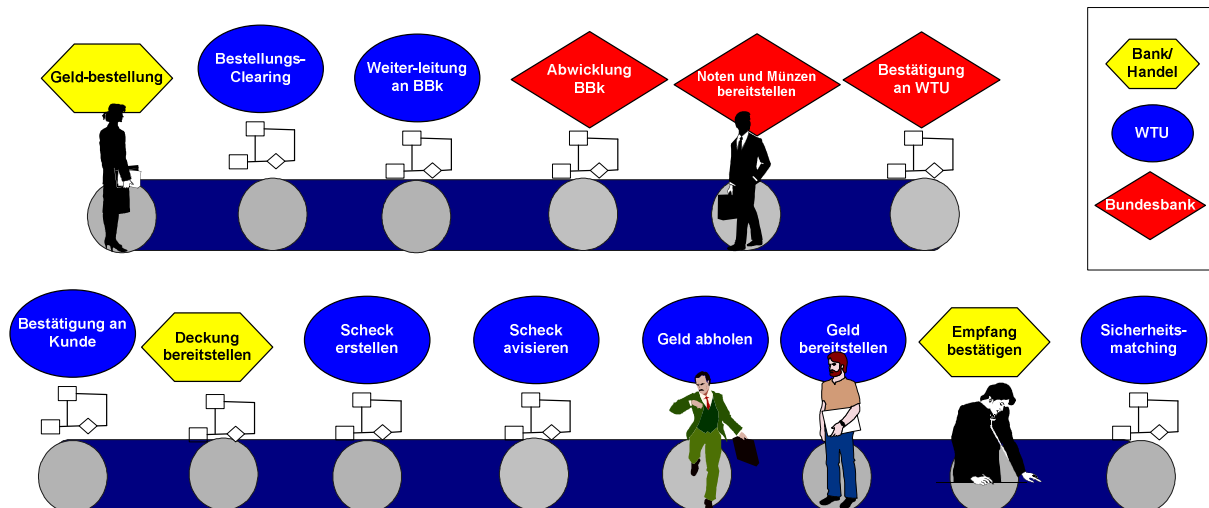 Geld-bestellung
Bestellungs-
Clearing
Weiter-leitung
an BBk
Abwicklung
BBk
Noten und Münzen
bereitstellen
Bestätigung
an WTU
Bank/
Handel
WTU
Bundesbank
Bestätigung an
Kunde
Deckung
bereitstellen
Scheck
erstellen
Scheck
avisieren
Geld abholen
Geld
bereitstellen
Empfang
bestätigen
Sicherheits-
matching